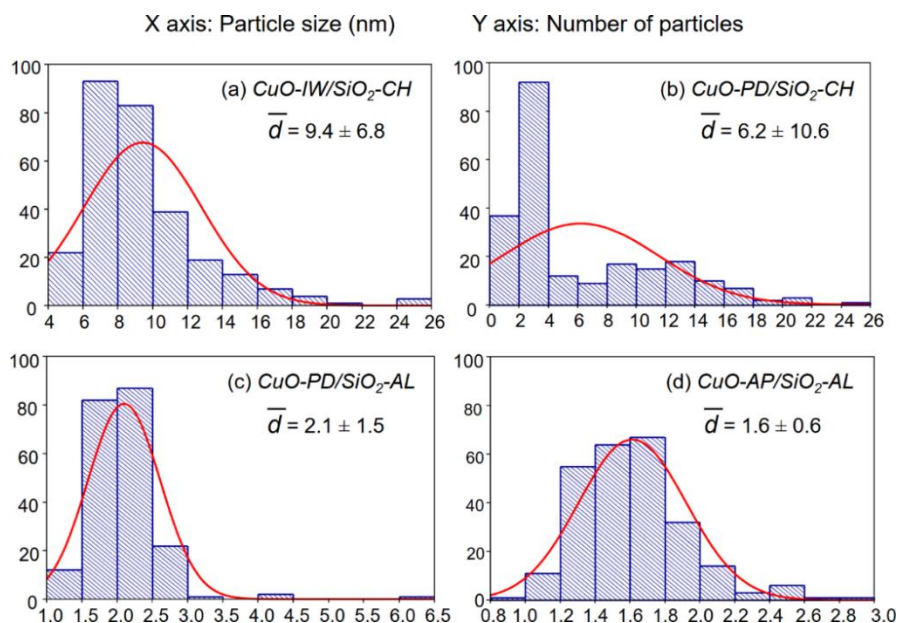 X axis: Particle size (nm) Y axis: Number of particles
100
80
60
40
20
0
4 6 8 10 12 14 16 18 20 22 24 26
(a) CuO-IW/SiO₂-CH
d̅ = 9.4 ± 6.8
100
80
60
40
20
0
0 2 4 6 8 10 12 14 16 18 20 22 24 26
(b) CuO-PD/SiO₂-CH
d̅ = 6.2 ± 10.6
100
80
60
40
20
0
1.0 1.5 2.0 2.5 3.0 3.5 4.0 4.5 5.0 5.5 6.0 6.5
(c) CuO-PD/SiO₂-AL
d̅ = 2.1 ± 1.5
100
80
60
40
20
0
0.8 1.0 1.2 1.4 1.6 1.8 2.0 2.2 2.4 2.6 2.8 3.0
(d) CuO-AP/SiO₂-AL
d̅ = 1.6 ± 0.6